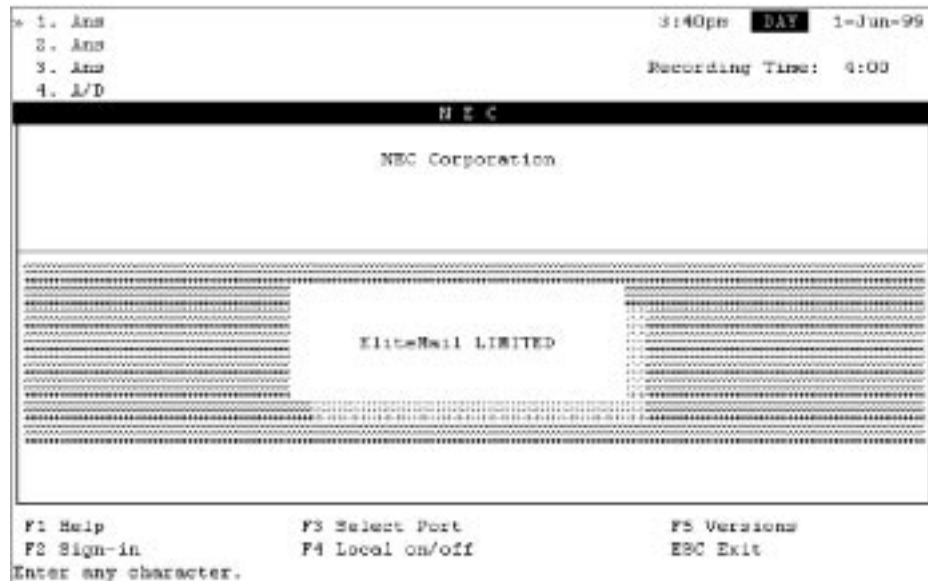 » 1. Ans 3:40pm DAY 1-Jun-99
2. Ans
3. Ans Recording Time: 4:00
4. A/D
N E C
NEC Corporation
EliteMail LIMITED
F1 Help F3 Select Port F5 Versions
F2 Sign-in F4 Local on/off ESC Exit
Enter any character.